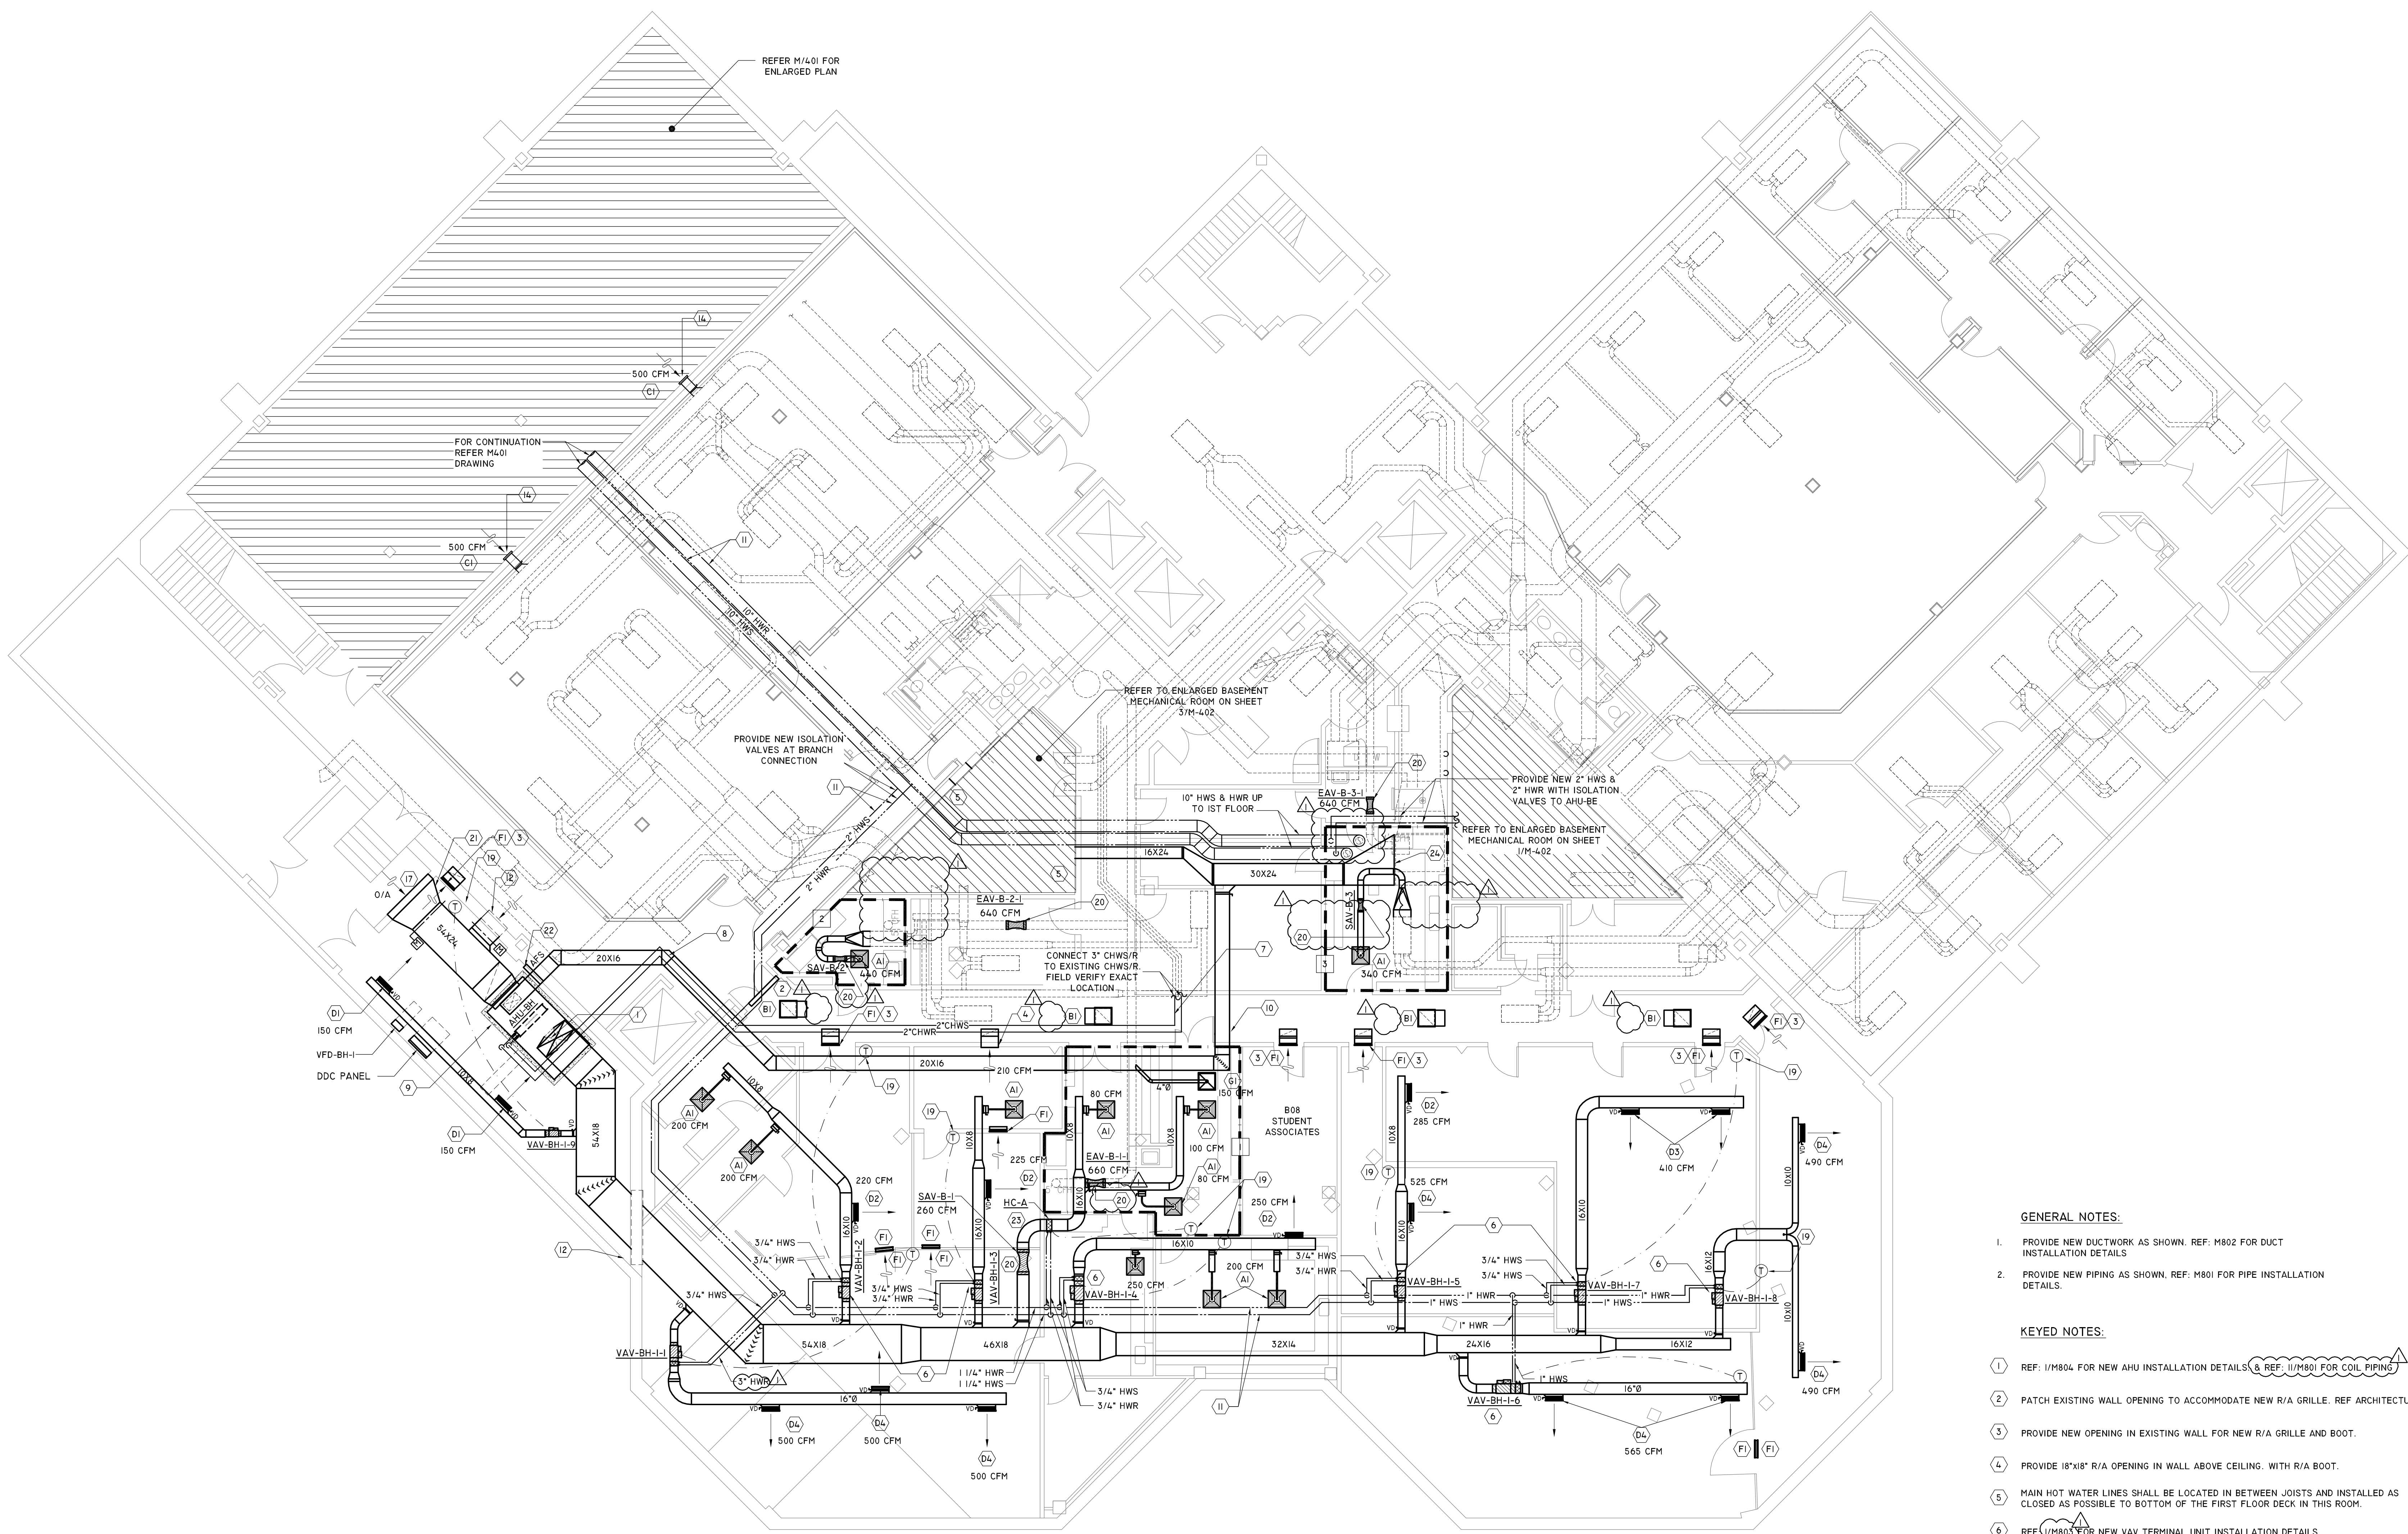 REFER M/401 FOR
ENLARGED PLAN
14
500 CFM
C1
FOR CONTINUATION
REFER M401
DRAWING
14
500 CFM
C1
11
10" HWR
10" HWS
REFER TO ENLARGED BASEMENT
MECHANICAL ROOM ON SHEET
3/M-402
PROVIDE NEW ISOLATION
VALVES AT BRANCH
CONNECTION
11
5
2" HWS
2" HWR
10" HWS & HWR UP
TO 1ST FLOOR
EAV-B-3-1
640 CFM
20
PROVIDE NEW 2" HWS &
2" HWR WITH ISOLATION
VALVES TO AHU-BE
REFER TO ENLARGED BASEMENT
MECHANICAL ROOM ON SHEET
1/M-402
16X24
30X24
24
5
21
F1
3
19
12
17
O/A
T
54X24
M
M
22
AFS
20X16
8
2
EAV-B-2-1
640 CFM
20
SAV-B-2
A1
440 CFM
20
SAV-B-3
20
A1
340 CFM
3
CONNECT 3" CHWS/R
TO EXISTING CHWS/R.
FIELD VERIFY EXACT
LOCATION
7
2
B1
F1
3
4
B1
B1
B1
F1
3
2"CHWS
2"CHWR
10
AHU-BH
1
D1
150 CFM
VFD-BH-1
DDC PANEL
9
10X8
D1
150 CFM
VAV-BH-1-9
54X18
20X16
210 CFM
19
T
3
F1
F1
3
3
F1
T
19
10X8
A1
200 CFM
A1
200 CFM
A1
19
T
F1
10X8
225 CFM
D2
80 CFM
A1
10X8
4"Ø
G1
150 CFM
A1
100 CFM
10X8
EAV-B-1-1
660 CFM
A1
80 CFM
20
B08
STUDENT
ASSOCIATES
1
D2
285 CFM
10X8
19
T
525 CFM
D4
16X10
D3
410 CFM
16X10
D4
490 CFM
10X10
220 CFM
D2
16X10
VAV-BH-1-2
SAV-B-1
260 CFM
HC-A
23
16X10
VAV-BH-1-3
20
16X10
19
T
T
250 CFM
D2
16X10
250 CFM
200 CFM
A1
12
3/4" HWS
3/4" HWR
F1
F1
F1
F1
T
3/4" HWS
3/4" HWR
3/4" HWS
6
VAV-BH-1-4
3/4" HWS
3/4" HWR
6
VAV-BH-1-5
3/4" HWS
3/4" HWS
VAV-BH-1-7
1" HWR
1" HWS
1" HWR
1" HWS
1" HWR
16X12
6
T
19
VAV-BH-1-8
10X10
VAV-BH-1-1
54X18
46X18
32X14
24X16
16X12
3" HWR
6
1 1/4" HWR
1 1/4" HWS
3/4" HWS
3/4" HWR
11
1" HWS
T
16"Ø
16"Ø
VAV-BH-1-6
6
D4
500 CFM
D4
500 CFM
D4
500 CFM
D4
565 CFM
D4
490 CFM
F1
F1
GENERAL NOTES:
1. PROVIDE NEW DUCTWORK AS SHOWN. REF: M802 FOR DUCT
INSTALLATION DETAILS
2. PROVIDE NEW PIPING AS SHOWN, REF: M801 FOR PIPE INSTALLATION
DETAILS.
KEYED NOTES:
1 REF: 1/M804 FOR NEW AHU INSTALLATION DETAILS & REF: 11/M801 FOR COIL PIPING
2 PATCH EXISTING WALL OPENING TO ACCOMMODATE NEW R/A GRILLE. REF ARCHITECTU
3 PROVIDE NEW OPENING IN EXISTING WALL FOR NEW R/A GRILLE AND BOOT.
4 PROVIDE 18"x18" R/A OPENING IN WALL ABOVE CEILING. WITH R/A BOOT.
5 MAIN HOT WATER LINES SHALL BE LOCATED IN BETWEEN JOISTS AND INSTALLED AS
CLOSED AS POSSIBLE TO BOTTOM OF THE FIRST FLOOR DECK IN THIS ROOM.
6 REF: 1/M803 FOR NEW VAV TERMINAL UNIT INSTALLATION DETAILS